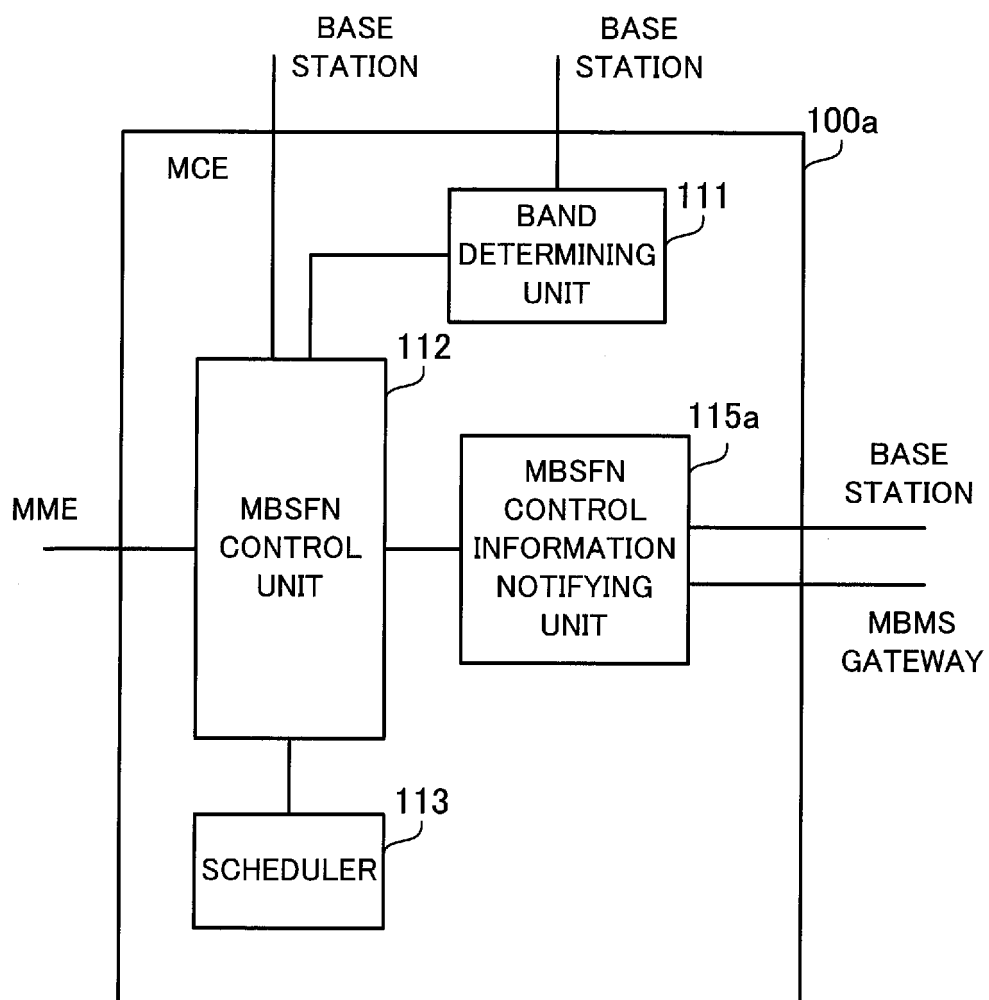 BASE
STATION
BASE
STATION
100a
MCE
111
BAND
DETERMINING
UNIT
112
115a
MBSFN
CONTROL
INFORMATION
NOTIFYING
UNIT
BASE
STATION
MME
MBSFN
CONTROL
UNIT
MBMS
GATEWAY
113
SCHEDULER